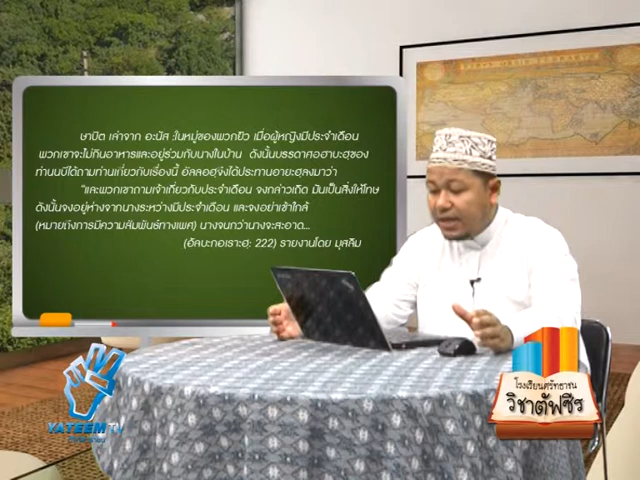 ษาบิต เล่าจาก อะนัส :ในหมู่ของพวกยิว เมื่อผู้หญิงมีประจำเดือน
พวกเขาจะไม่กินอาหารและอยู่ร่วมกับนางในบ้าน ดังนั้นบรรดาศอฮาบะฮฺของ
ท่านนบีได้ถามท่านเกี่ยวกับเรื่องนี้ อัลลอฮฺจึงได้ประทานอายะฮฺลงมาว่า
"และพวกเขาถามเจ้าเกี่ยวกับประจำเดือน จงกล่าวเถิด มันเป็นสิ่งให้โทษ
ดังนั้นจงอยู่ห่างจากนางระหว่างมีประจำเดือน และจงอย่าเข้าใกล้
(หมายถึงการมีความสัมพันธ์ทางเพศ) นางจนกว่านางจะสะอาด...
(อัลบะกอเราะฮฺ: 222) รายงานโดย มุสลิม
YATEEM TV
โรงเรียนศรัทธาชน
วิชาตัฟซีร